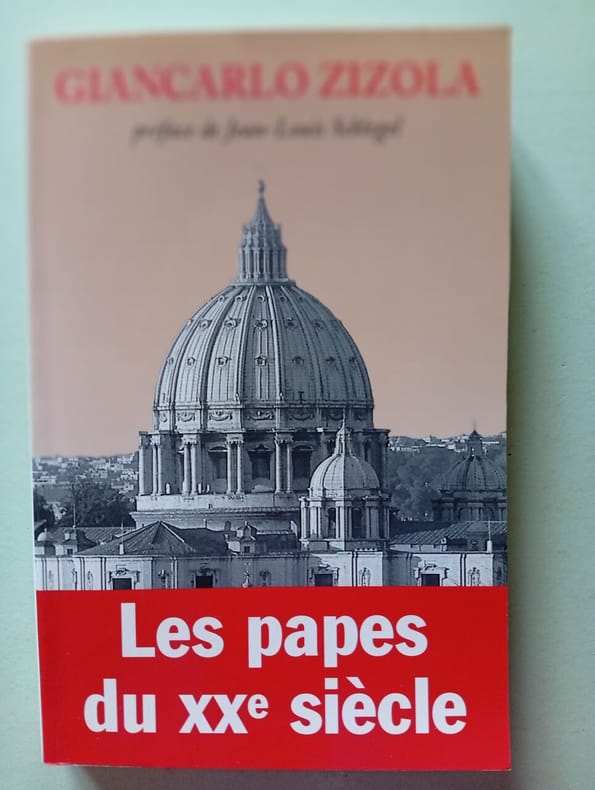 GIANCARLO ZIZOLA
préface de Jean-Louis Schlegel
Les papes
du XXe siècle